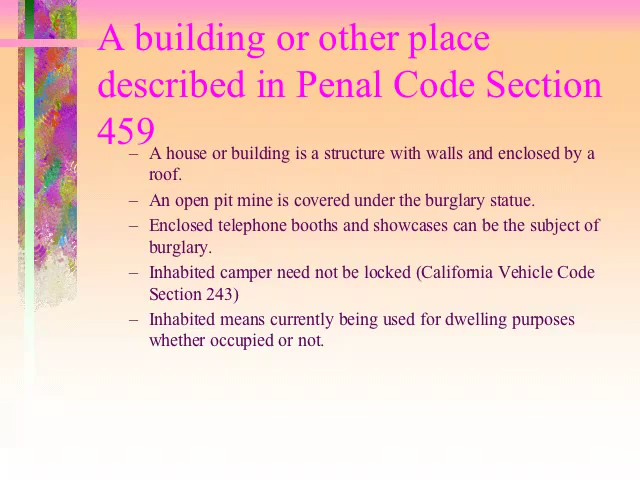 A building or other place
described in Penal Code Section
459
– A house or building is a structure with walls and enclosed by a
roof.
– An open pit mine is covered under the burglary statue.
– Enclosed telephone booths and showcases can be the subject of
burglary.
– Inhabited camper need not be locked (California Vehicle Code
Section 243)
– Inhabited means currently being used for dwelling purposes
whether occupied or not.